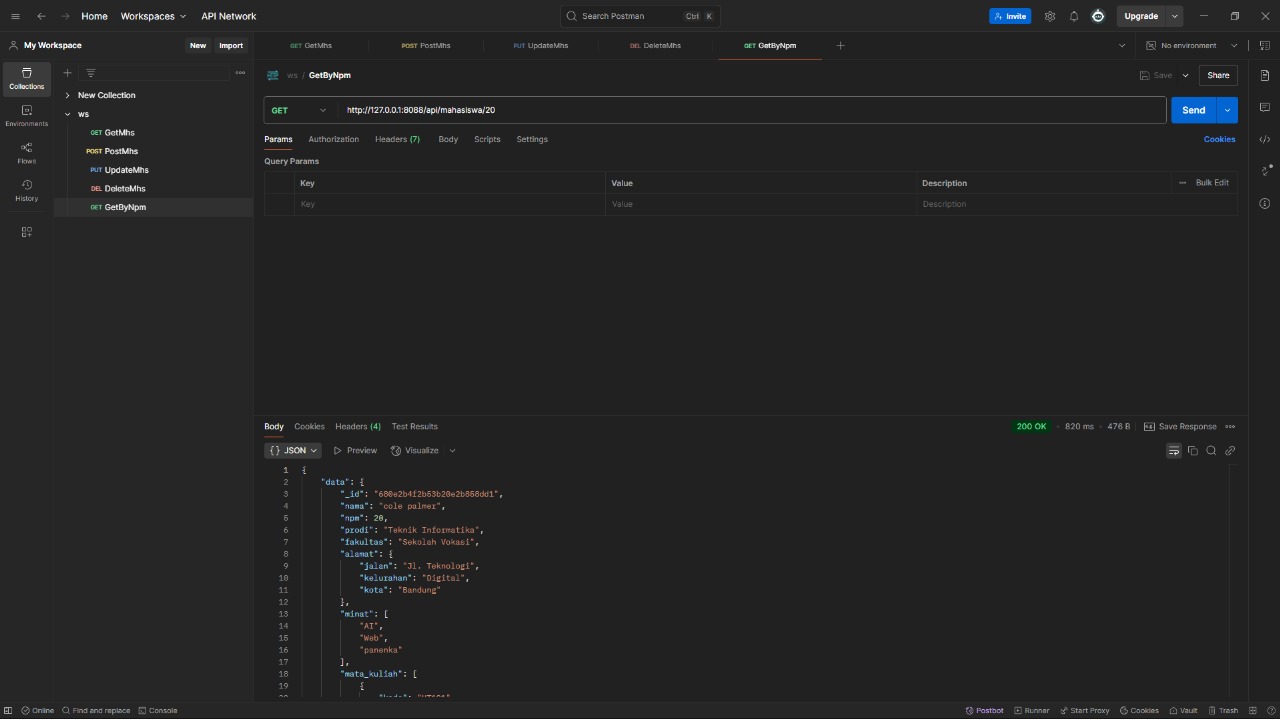 Home Workspaces API Network Search Postman Ctrl K Invite Upgrade
My Workspace New Import GET GetMhs POST PostMhs PUT UpdateMhs DEL DeleteMhs GET GetByNpm No environment
Collections
Environments
Flows
History
New Collection
ws
GET GetMhs
POST PostMhs
PUT UpdateMhs
DEL DeleteMhs
GET GetByNpm
ws / GetByNpm Save Share
GET http://127.0.0.1:8088/api/mahasiswa/20 Send
Params Authorization Headers (7) Body Scripts Settings Cookies
Query Params
Key Value Description Bulk Edit
Key Value Description
Body Cookies Headers (4) Test Results 200 OK 820 ms 476 B Save Response
{} JSON Preview Visualize
1 {
2 "data": {
3 "_id": "680e2b4f2b53b20e2b858dd1",
4 "nama": "cole palmer",
5 "npm": 20,
6 "prodi": "Teknik Informatika",
7 "fakultas": "Sekolah Vokasi",
8 "alamat": {
9 "jalan": "Jl. Teknologi",
10 "kelurahan": "Digital",
11 "kota": "Bandung"
12 },
13 "minat": [
14 "AI",
15 "Web",
16 "panenka"
17 ],
18 "mata_kuliah": [
19 {
Online Find and replace Console Postbot Runner Start Proxy Cookies Vault Trash